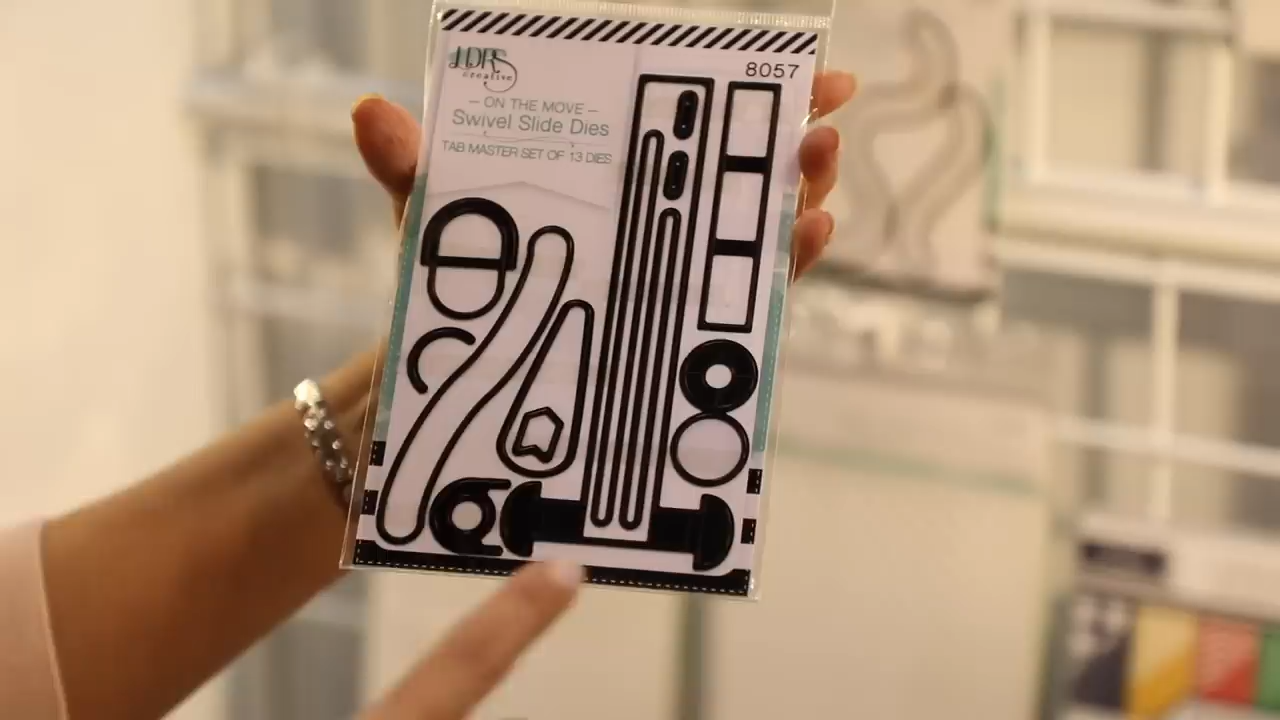 LDRS
creative
8057
— ON THE MOVE —
Swivel Slide Dies
TAB MASTER SET OF 13 DIES